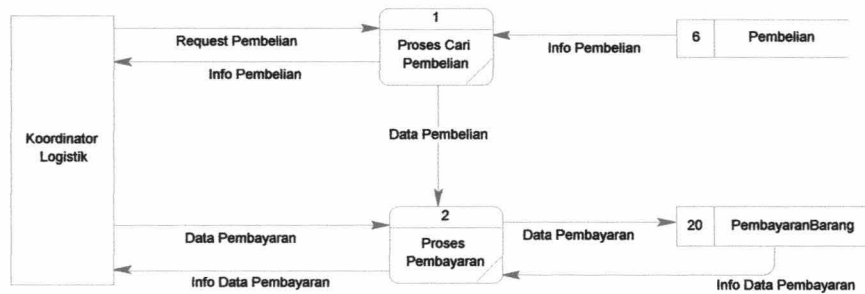 1
Request Pembelian
Proses Cari
Pembelian
Info Pembelian
6
Pembelian
Info Pembelian
Koordinator
Logistik
Data Pembelian
2
Data Pembayaran
Proses
Pembayaran
Data Pembayaran
20
PembayaranBarang
Info Data Pembayaran
Info Data Pembayaran